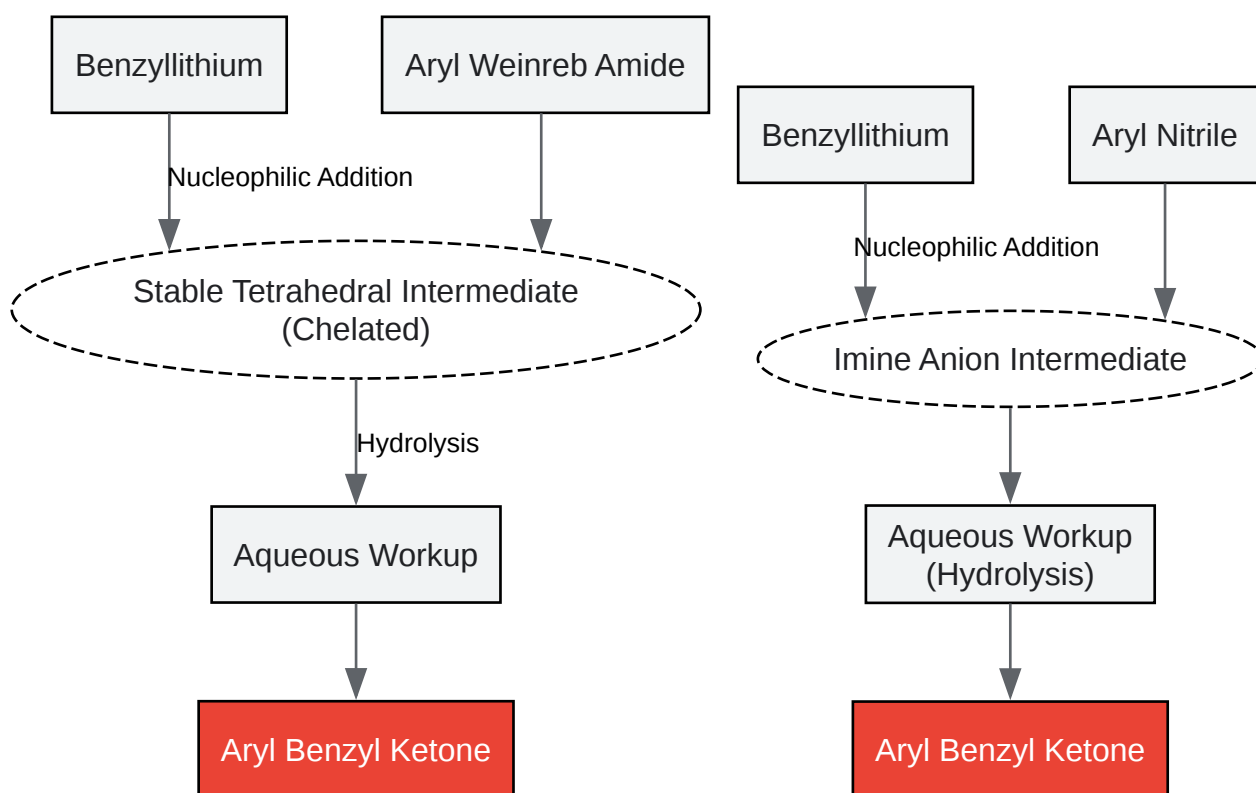 Benzyllithium
Aryl Weinreb Amide
Nucleophilic Addition
Stable Tetrahedral Intermediate
(Chelated)
Hydrolysis
Aqueous Workup
Aryl Benzyl Ketone
Benzyllithium
Aryl Nitrile
Nucleophilic Addition
Imine Anion Intermediate
Aqueous Workup
(Hydrolysis)
Aryl Benzyl Ketone